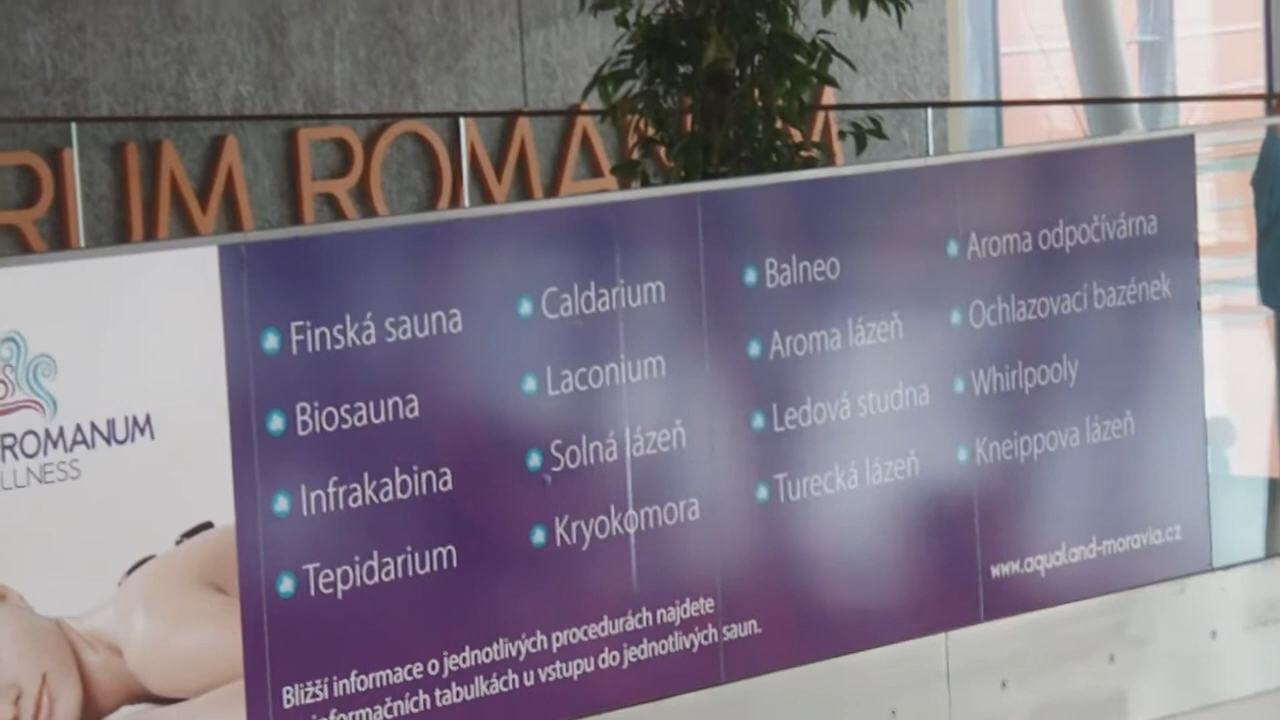 RUM ROMANUM
ROMANUM
LLNESS
Finská sauna
Biosauna
Infrakabina
Tepidarium
Caldarium
Laconium
Solná lázeň
Kryokomora
Balneo
Aroma lázeň
Ledová studna
Turecká lázeň
Aroma odpočívárna
Ochlazovací bazének
Whirlpooly
Kneippova lázeň
www.aqualand-moravia.cz
Bližší informace o jednotlivých procedurách najdete
informačních tabulkách u vstupu do jednotlivých saun.